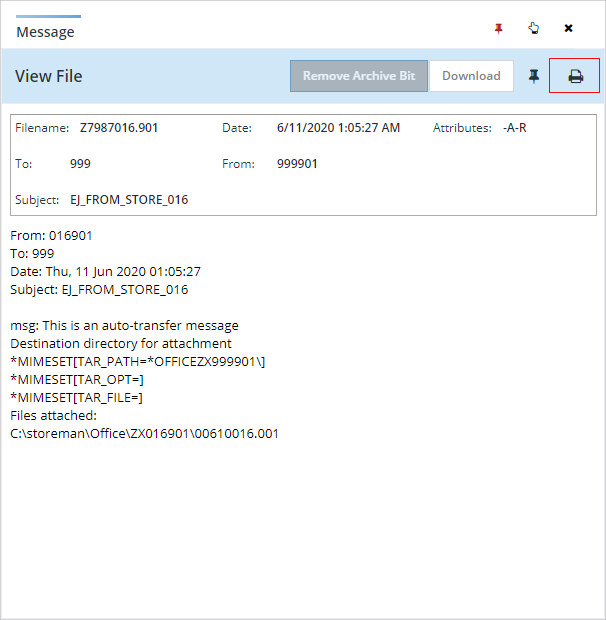 Message
View File
Remove Archive Bit
Download
Filename: Z7987016.901 Date: 6/11/2020 1:05:27 AM Attributes: -A-R
To: 999 From: 999901
Subject: EJ_FROM_STORE_016
From: 016901
To: 999
Date: Thu, 11 Jun 2020 01:05:27
Subject: EJ_FROM_STORE_016
msg: This is an auto-transfer message
Destination directory for attachment
*MIMESET[TAR_PATH=*OFFICEZX999901\]
*MIMESET[TAR_OPT=]
*MIMESET[TAR_FILE=]
Files attached:
C:\storeman\Office\ZX016901\00610016.001